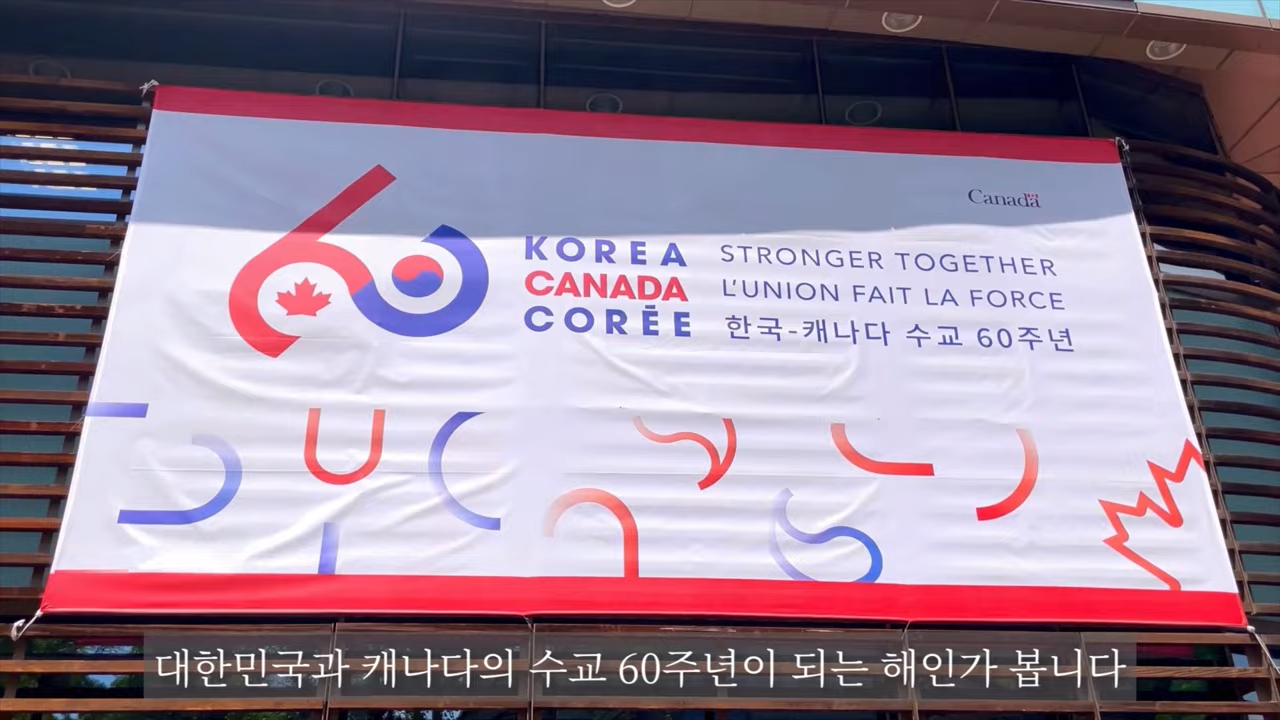 Canada
60
KOREA
CANADA
CORÉE
STRONGER TOGETHER
L'UNION FAIT LA FORCE
한국-캐나다 수교 60주년
대한민국과 캐나다의 수교 60주년이 되는 해인가 봅니다